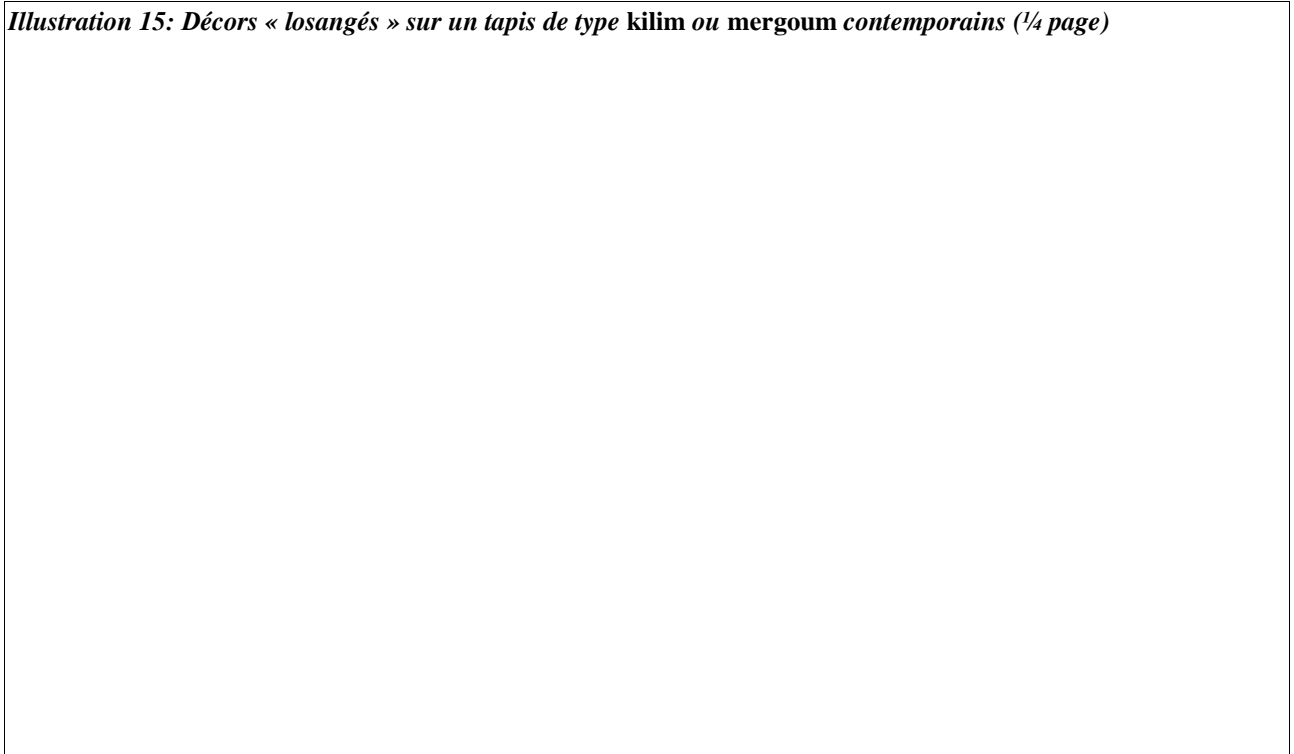 Illustration 15: Décors « losangés » sur un tapis de type kilim ou mergoum contemporains (¼ page)